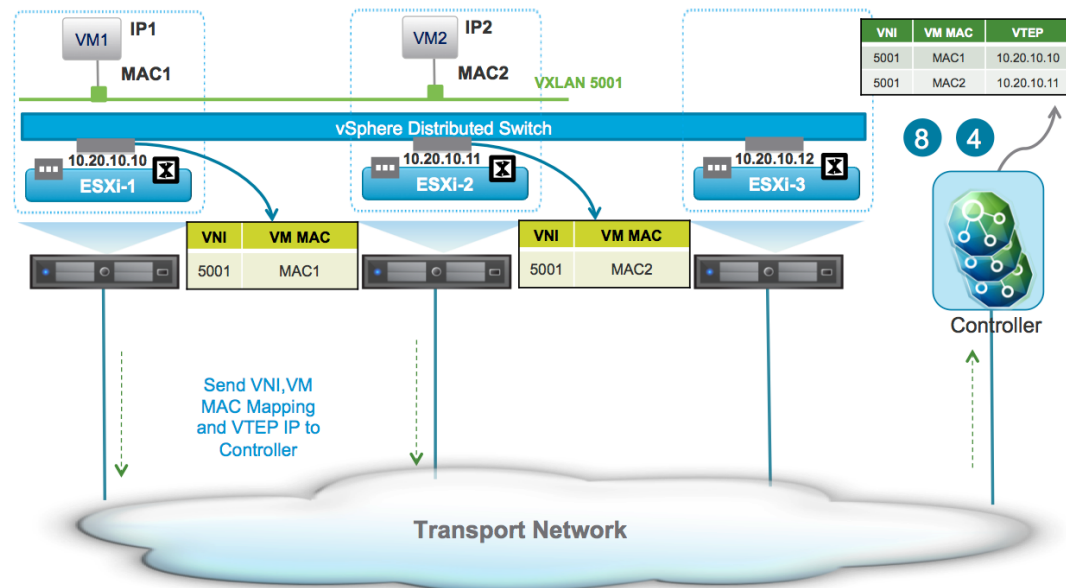 VM1
IP1
MAC1
VM2
IP2
MAC2
VXLAN 5001
VNI VM MAC VTEP
5001 MAC1 10.20.10.10
5001 MAC2 10.20.10.11
vSphere Distributed Switch
8 4
10.20.10.10
ESXi-1
10.20.10.11
ESXi-2
10.20.10.12
ESXi-3
VNI VM MAC
5001 MAC1
VNI VM MAC
5001 MAC2
Controller
Send VNI,VM
MAC Mapping
and VTEP IP to
Controller
Transport Network